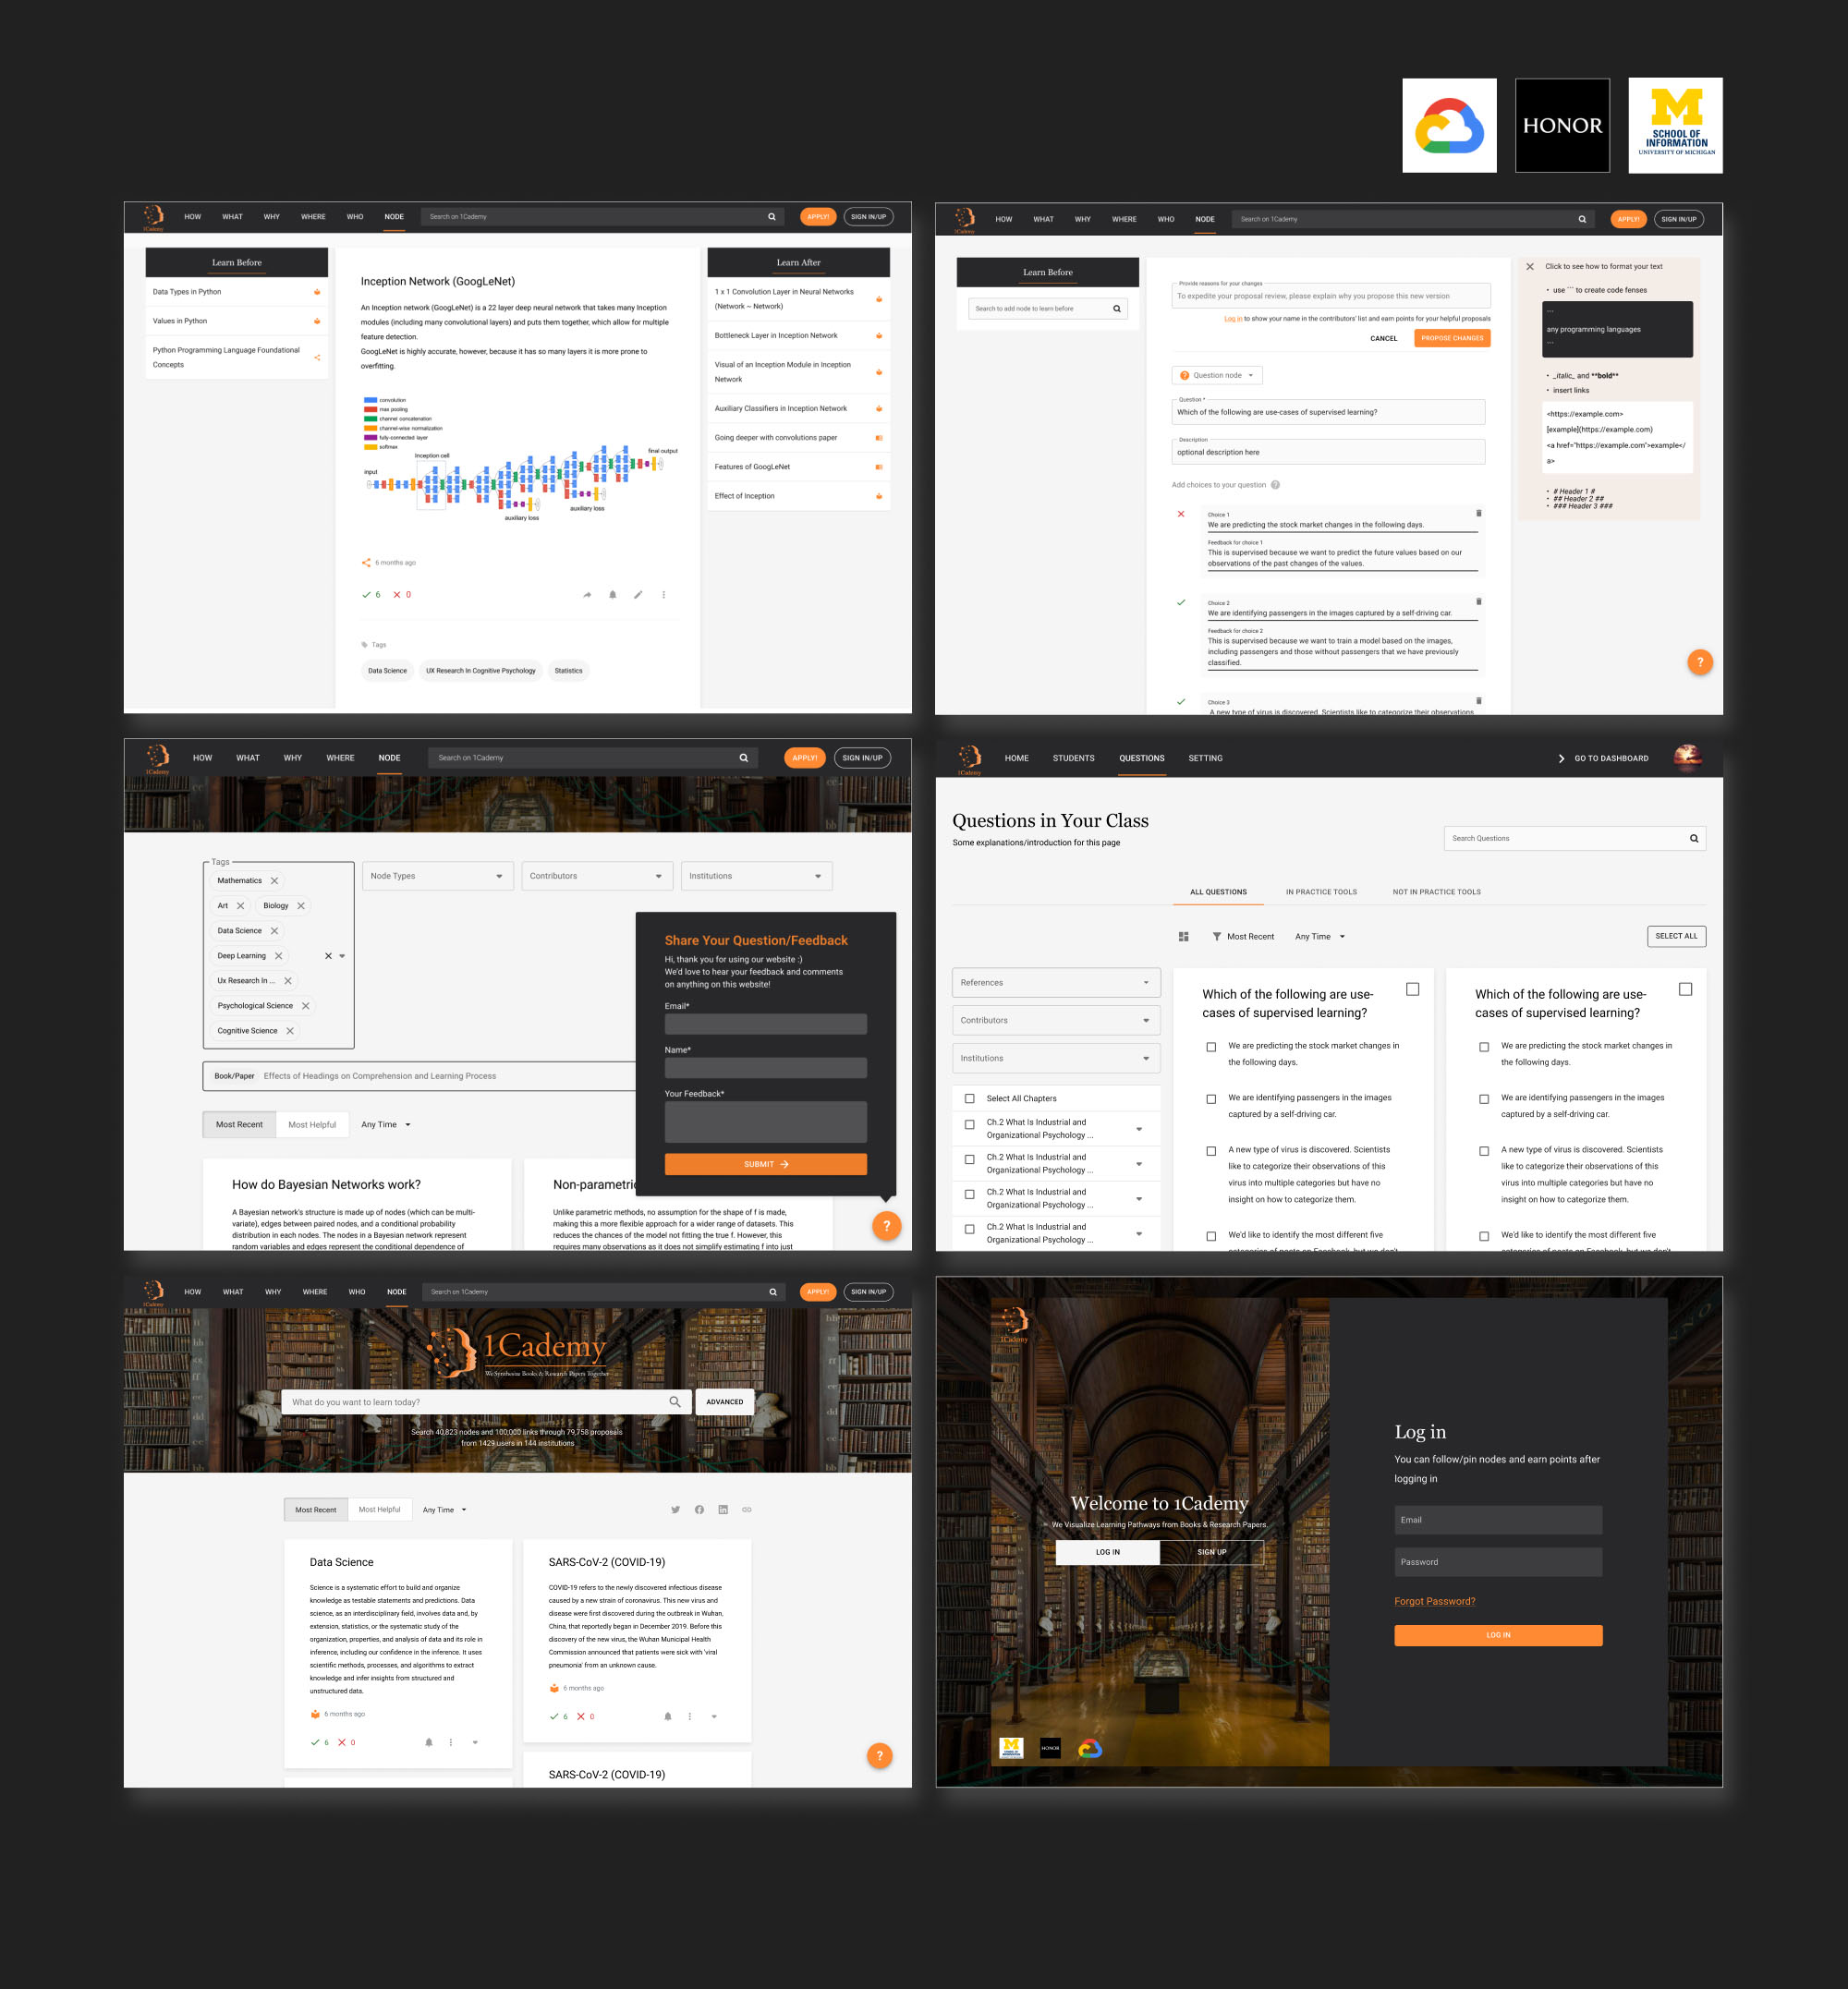 HONOR
M
SCHOOL OF
INFORMATION
UNIVERSITY OF MICHIGAN
1Cademy
HOW WHAT WHY WHERE WHO NODE
Search on 1Cademy
APPLY! SIGN IN/UP
Learn Before
Data Types in Python
Values in Python
Python Programming Language Foundational
Concepts
Inception Network (GoogLeNet)
An Inception network (GoogLeNet) is a 22 layer deep neural network that takes many Inception
modules (including many convolutional layers) and puts them together, which allow for multiple
feature detection.
GoogLeNet is highly accurate, however, because it has so many layers it is more prone to
overfitting.
convolution
max pooling
channel concatenation
channel-wise normalization
fully-connected layer
softmax
Inception cell
final output
input
auxiliary loss
auxiliary loss
6 months ago
6 0
Tags
Data Science UX Research In Cognitive Psychology Statistics
Learn After
1 x 1 Convolution Layer in Neural Networks
(Network ~ Network)
Bottleneck Layer in Inception Network
Visual of an Inception Module in Inception
Network
Auxiliary Classifiers in Inception Network
Going deeper with convolutions paper
Features of GoogLeNet
Effect of Inception
1Cademy
HOW WHAT WHY WHERE WHO NODE
Search on 1Cademy
APPLY! SIGN IN/UP
Learn Before
Search to add node to learn before
Provide reasons for your changes
To expedite your proposal review, please explain why you propose this new version
Log in to show your name in the contributors' list and earn points for your helpful proposals
CANCEL PROPOSE CHANGES
Question node
Question *
Which of the following are use-cases of supervised learning?
Description
optional description here
Add choices to your question
Choice 1
We are predicting the stock market changes in the following days.
Feedback for choice 1
This is supervised because we want to predict the future values based on our
observations of the past changes of the values.
Choice 2
We are identifying passengers in the images captured by a self-driving car.
Feedback for choice 2
This is supervised because we want to train a model based on the images,
including passengers and those without passengers that we have previously
classified.
Choice 3
A new type of virus is discovered. Scientists like to categorize their observations
Click to see how to format your text
• use ``` to create code fenses
```
any programming languages
```
• _italic_ and **bold**
• insert links
<https://example.com>
[example](https://example.com)
<a href="https://example.com">example</
a>
• # Header 1 #
• ## Header 2 ##
• ### Header 3 ###
?
1Cademy
HOW WHAT WHY WHERE NODE
Search on 1Cademy
APPLY! SIGN IN/UP
Tags
Mathematics
Art Biology
Data Science
Deep Learning
Ux Research In ...
Psychological Science
Cognitive Science
Node Types
Contributors
Institutions
Book/Paper Effects of Headings on Comprehension and Learning Process
Most Recent Most Helpful Any Time
How do Bayesian Networks work?
A Bayesian network's structure is made up of nodes (which can be multi-
variate), edges between paired nodes, and a conditional probability
distribution in each nodes. The nodes in a Bayesian network represent
random variables and edges represent the conditional dependence of
Non-parametric
Unlike parametric methods, no assumption for the shape of f is made,
making this a more flexible approach for a wider range of datasets. This
reduces the chances of the model not fitting the true f. However, this
requires many observations as it does not simplify estimating f into just
Share Your Question/Feedback
Hi, thank you for using our website :)
We'd love to hear your feedback and comments
on anything on this website!
Email*
Name*
Your Feedback*
SUBMIT
?
1Cademy
HOME STUDENTS QUESTIONS SETTING
GO TO DASHBOARD
Questions in Your Class
Some explanations/introduction for this page
Search Questions
ALL QUESTIONS IN PRACTICE TOOLS NOT IN PRACTICE TOOLS
Most Recent Any Time
SELECT ALL
References
Contributors
Institutions
Select All Chapters
Ch.2 What Is Industrial and
Organizational Psychology ...
Ch.2 What Is Industrial and
Organizational Psychology ...
Ch.2 What Is Industrial and
Organizational Psychology ...
Ch.2 What Is Industrial and
Organizational Psychology ...
Which of the following are use-
cases of supervised learning?
We are predicting the stock market changes in
the following days.
We are identifying passengers in the images
captured by a self-driving car.
A new type of virus is discovered. Scientists
like to categorize their observations of this
virus into multiple categories but have no
insight on how to categorize them.
We'd like to identify the most different five
categories of posts on Facebook, but we don't
Which of the following are use-
cases of supervised learning?
We are predicting the stock market changes in
the following days.
We are identifying passengers in the images
captured by a self-driving car.
A new type of virus is discovered. Scientists
like to categorize their observations of this
virus into multiple categories but have no
insight on how to categorize them.
We'd like to identify the most different five
categories of posts on Facebook, but we don't
1Cademy
HOW WHAT WHY WHERE WHO NODE
Search on 1Cademy
APPLY! SIGN IN/UP
1Cademy
We Synthesize Books & Research Papers Together
What do you want to learn today?
ADVANCED
Search 40,823 nodes and 100,000 links through 79,758 proposals
from 1429 users in 144 institutions
Most Recent Most Helpful Any Time
Data Science
Science is a systematic effort to build and organize
knowledge as testable statements and predictions. Data
science, as an interdisciplinary field, involves data and, by
extension, statistics, or the systematic study of the
organization, properties, and analysis of data and its role in
inference, including our confidence in the inference. It uses
scientific methods, processes, and algorithms to extract
knowledge and infer insights from structured and
unstructured data.
6 months ago
6 0
SARS-CoV-2 (COVID-19)
COVID-19 refers to the newly discovered infectious disease
caused by a new strain of coronavirus. This new virus and
disease were first discovered during the outbreak in Wuhan,
China, that reportedly began in December 2019. Before this
discovery of the new virus, the Wuhan Municipal Health
Commission announced that patients were sick with 'viral
pneumonia' from an unknown cause.
6 months ago
6 0
SARS-CoV-2 (COVID-19)
?
1Cademy
Welcome to 1Cademy
We Visualize Learning Pathways from Books & Research Papers.
LOG IN SIGN UP
M
HONOR
Log in
You can follow/pin nodes and earn points after
logging in
Email
Password
Forgot Password?
LOG IN